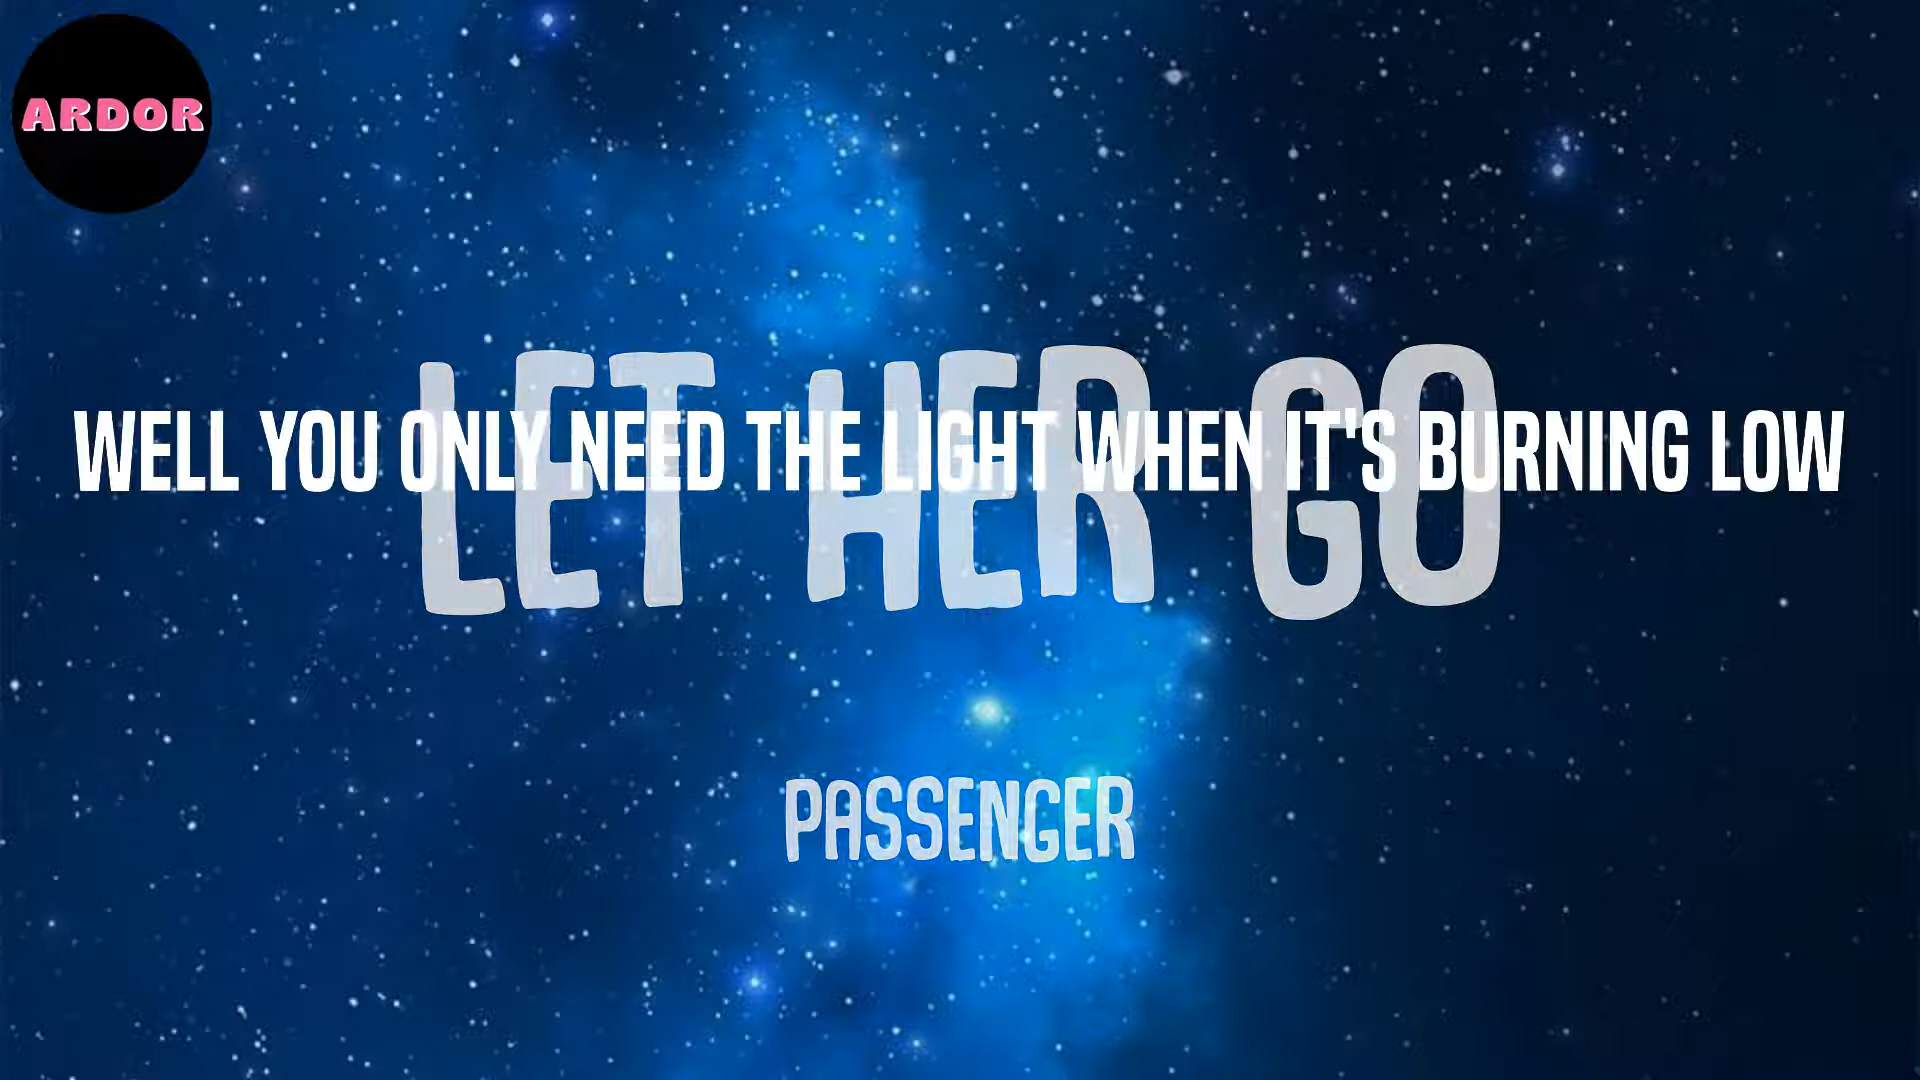 ARDOR
LET HER GO
WELL YOU ONLY NEED THE LIGHT WHEN IT'S BURNING LOW
PASSENGER